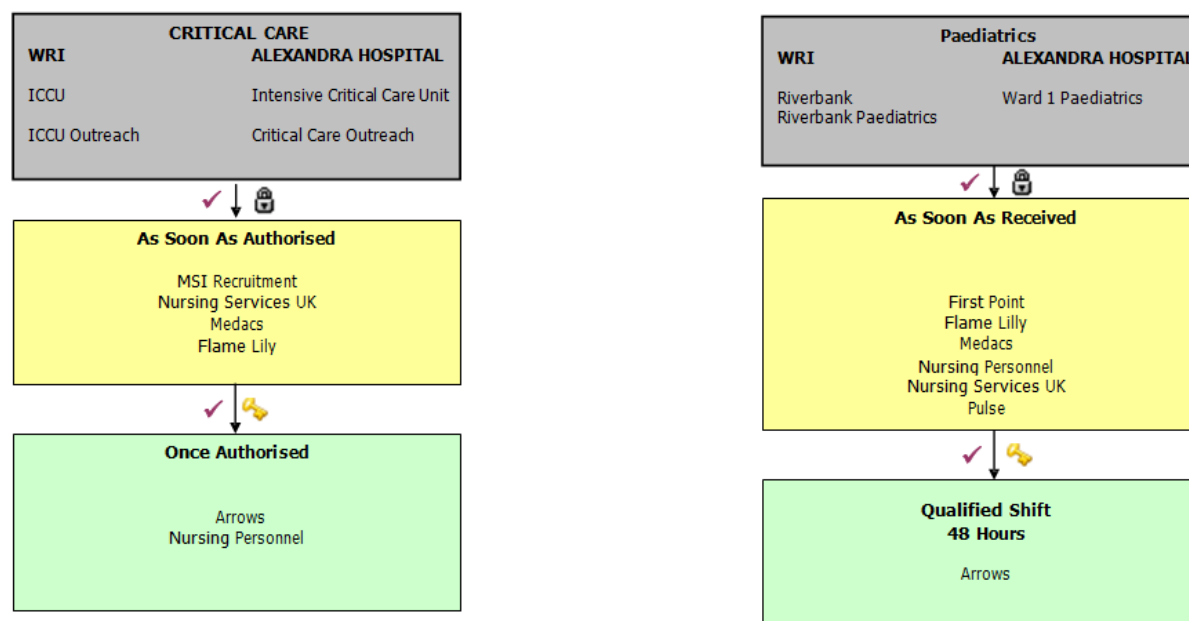 CRITICAL CARE
WRI ALEXANDRA HOSPITAL
ICCU Intensive Critical Care Unit
ICCU Outreach Critical Care Outreach
As Soon As Authorised
MSI Recruitment
Nursing Services UK
Medacs
Flame Lily
Once Authorised
Arrows
Nursing Personnel
Paediatrics
WRI ALEXANDRA HOSPITAL
Riverbank Ward 1 Paediatrics
Riverbank Paediatrics
As Soon As Received
First Point
Flame Lilly
Medacs
Nursing Personnel
Nursing Services UK
Pulse
Qualified Shift
48 Hours
Arrows